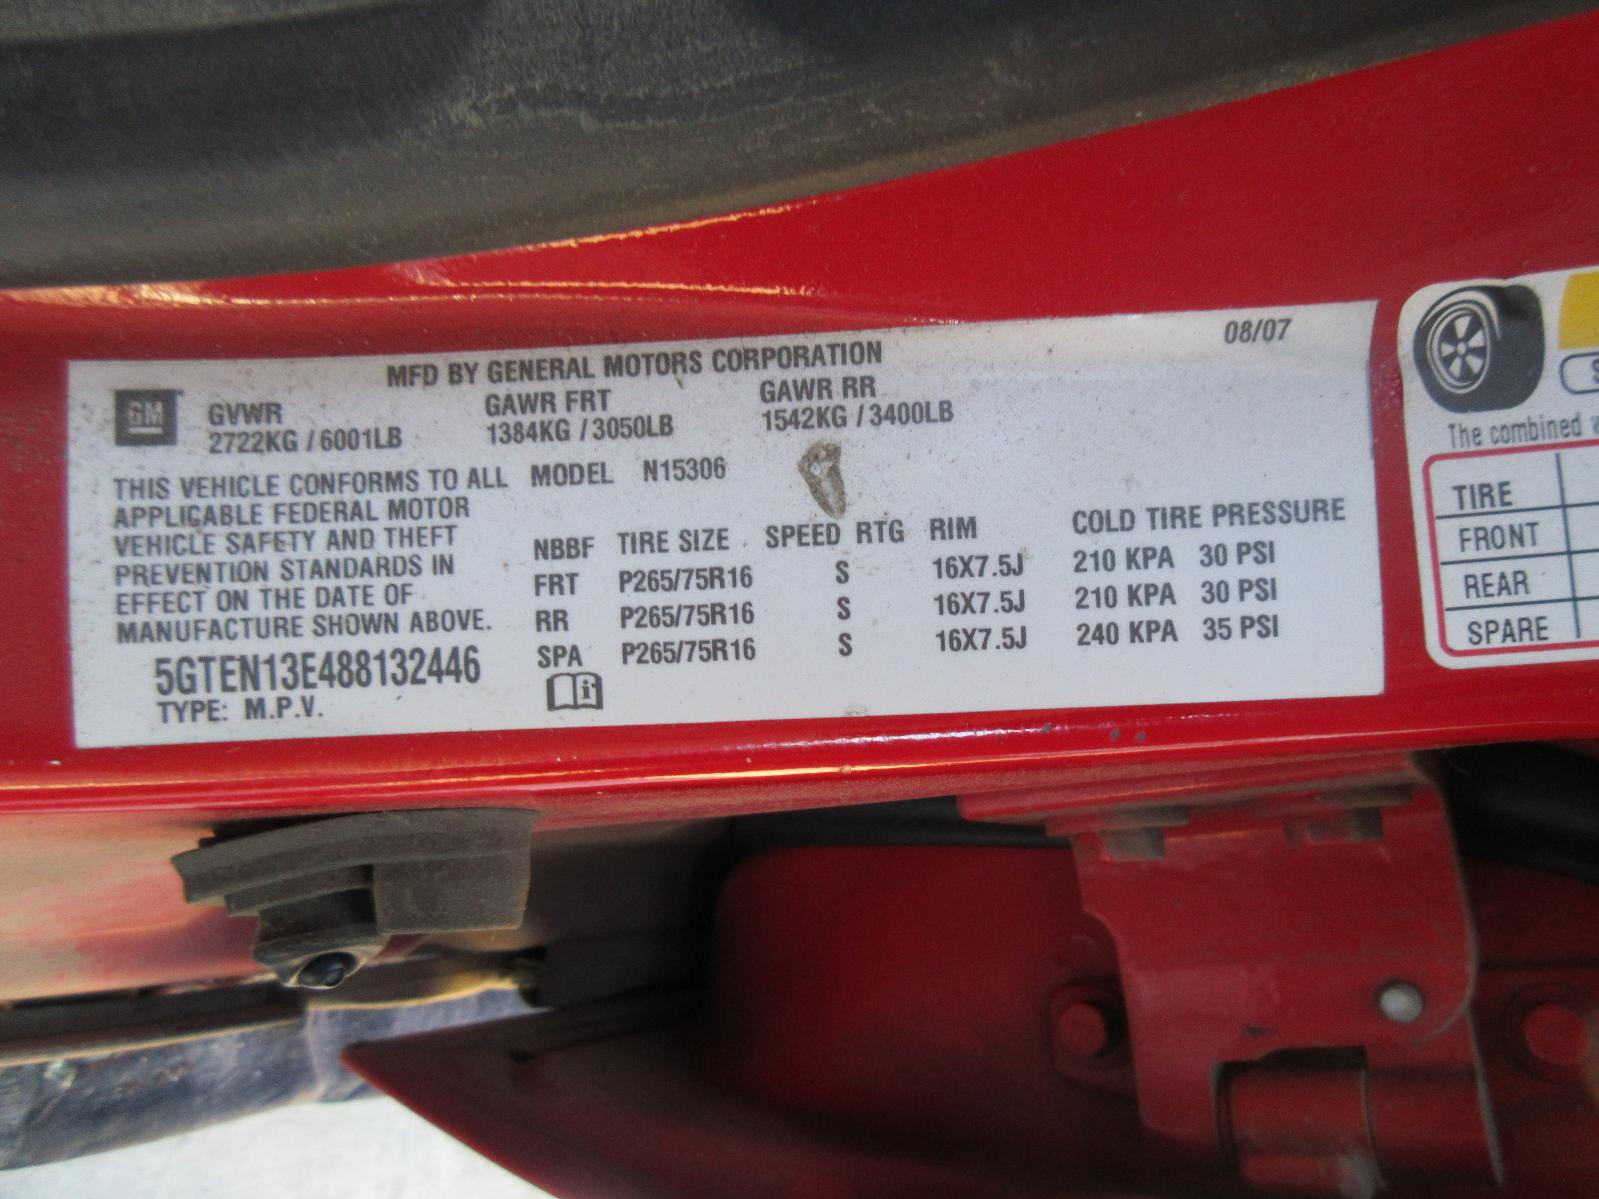 08/07
MFD BY GENERAL MOTORS CORPORATION
GM
GVWR GAWR FRT GAWR RR
2722KG / 6001LB 1384KG / 3050LB 1542KG / 3400LB
THIS VEHICLE CONFORMS TO ALL
APPLICABLE FEDERAL MOTOR
VEHICLE SAFETY AND THEFT
PREVENTION STANDARDS IN
EFFECT ON THE DATE OF
MANUFACTURE SHOWN ABOVE.
5GTEN13E488132446
TYPE: M.P.V.
MODEL N15306
NBBF TIRE SIZE SPEED RTG RIM COLD TIRE PRESSURE
FRT P265/75R16 S 16X7.5J 210 KPA 30 PSI
RR P265/75R16 S 16X7.5J 210 KPA 30 PSI
SPA P265/75R16 S 16X7.5J 240 KPA 35 PSI
i
The combined
TIRE
FRONT
REAR
SPARE